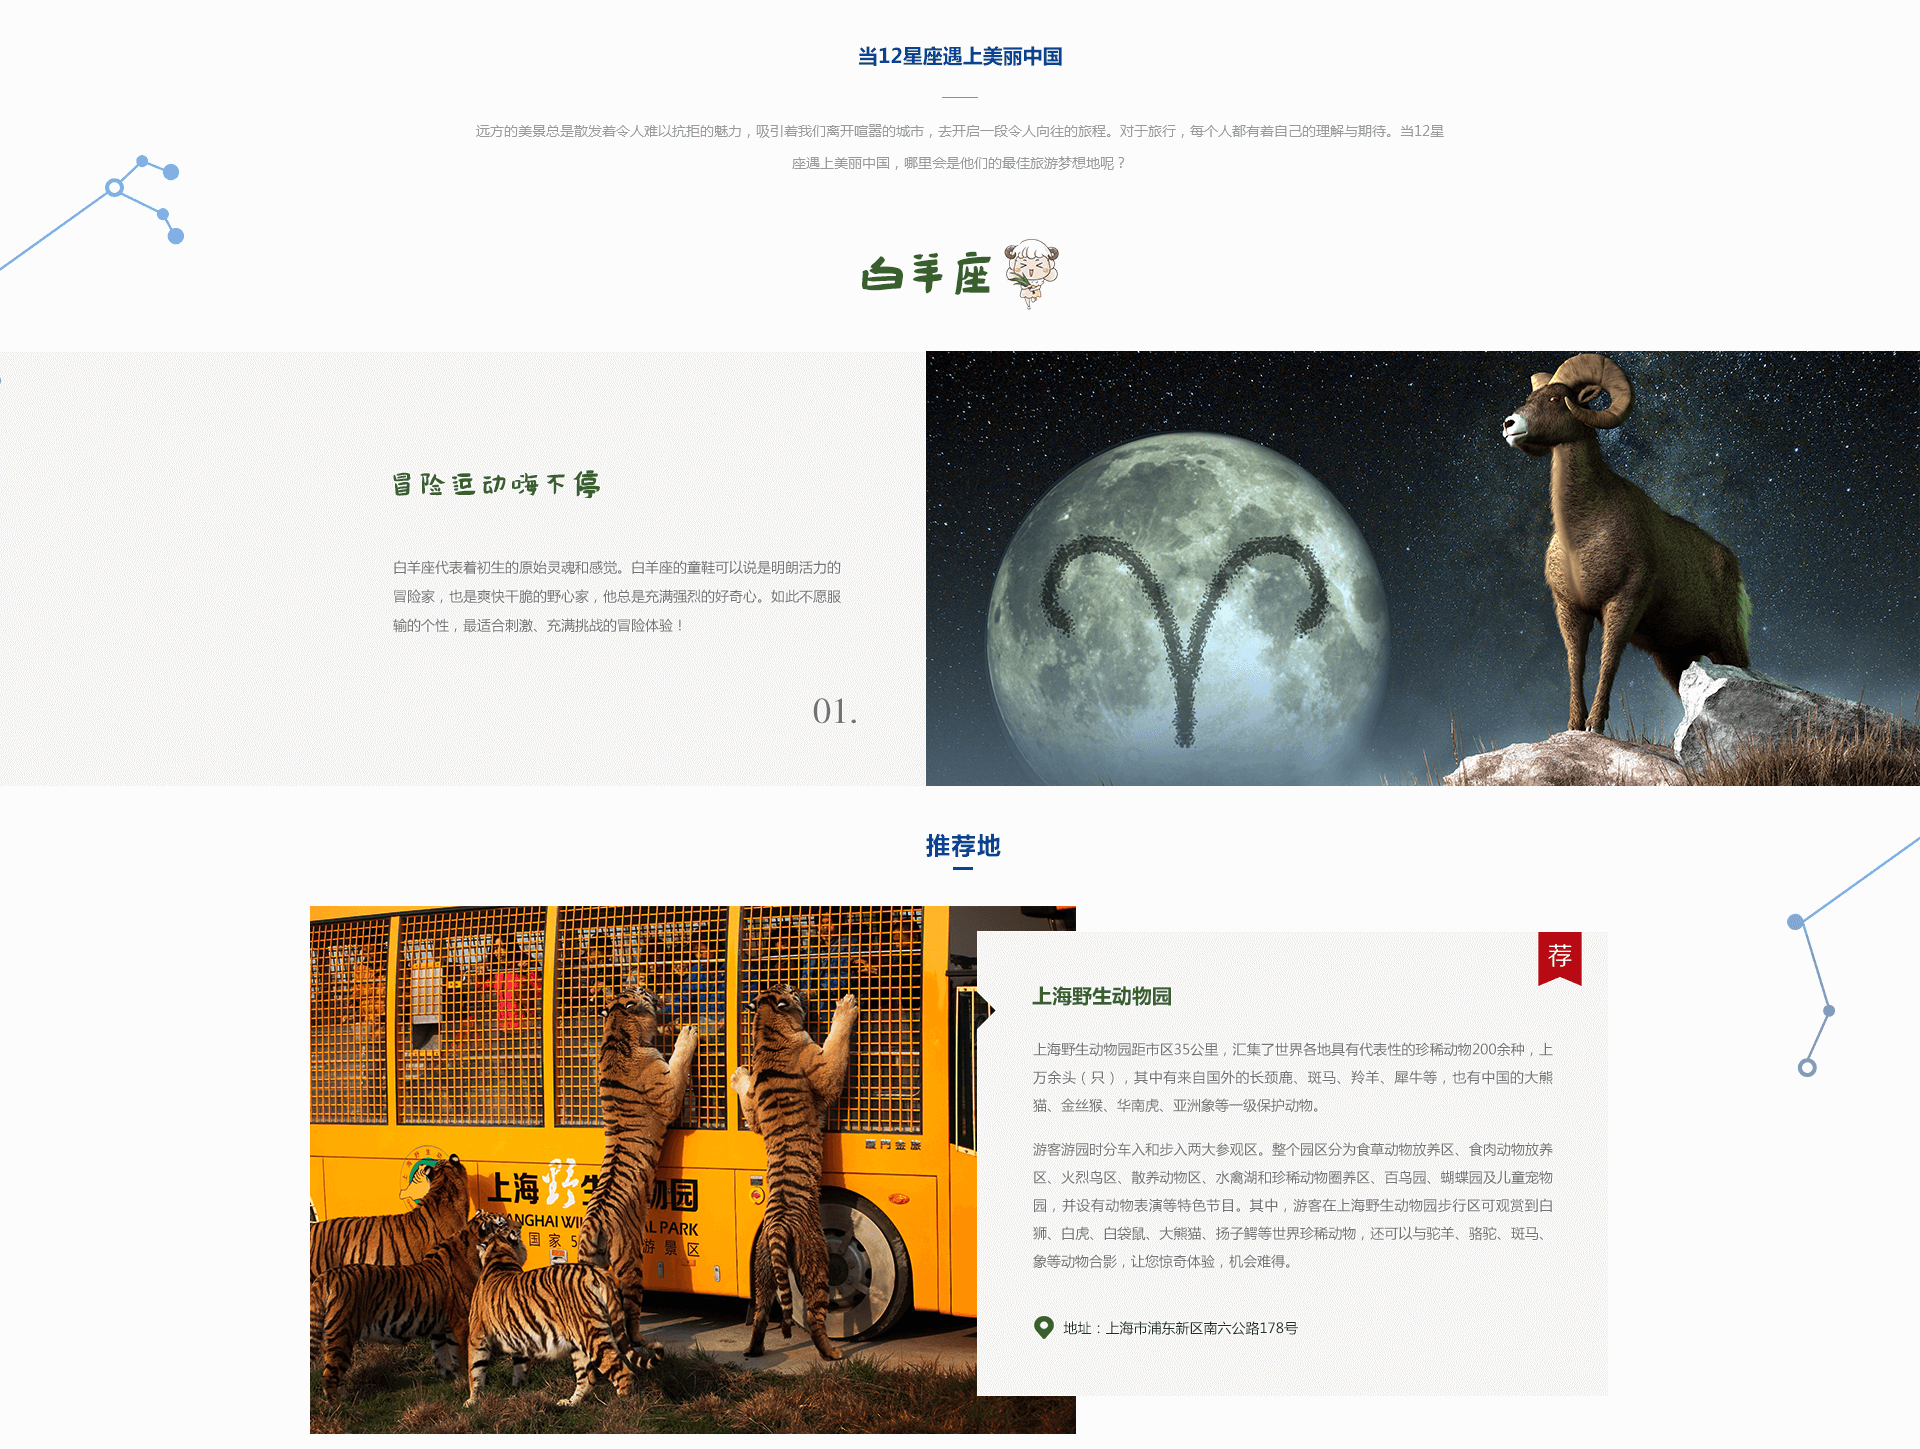 当12星座遇上美丽中国
远方的美景总是散发着令人难以抗拒的魅力，吸引着我们离开喧嚣的城市，去开启一段令人向往的旅程。对于旅行，每个人都有着自己的理解与期待。当12星
座遇上美丽中国，哪里会是他们的最佳旅游梦想地呢？
白羊座
冒险运动嗨不停
白羊座代表着初生的原始灵魂和感觉。白羊座的童鞋可以说是明朗活力的
冒险家，也是爽快干脆的野心家，他总是充满强烈的好奇心。如此不愿服
输的个性，最适合刺激、充满挑战的冒险体验！
01.
推荐地
荐
上海野生动物园
上海野生动物园距市区35公里，汇集了世界各地具有代表性的珍稀动物200余种，上
万余头（只），其中有来自国外的长颈鹿、斑马、羚羊、犀牛等，也有中国的大熊
猫、金丝猴、华南虎、亚洲象等一级保护动物。
游客游园时分车入和步入两大参观区。整个园区分为食草动物放养区、食肉动物放养
区、火烈鸟区、散养动物区、水禽湖和珍稀动物圈养区、百鸟园、蝴蝶园及儿童宠物
园，并设有动物表演等特色节目。其中，游客在上海野生动物园步行区可观赏到白
狮、白虎、白袋鼠、大熊猫、扬子鳄等世界珍稀动物，还可以与驼羊、骆驼、斑马、
象等动物合影，让您惊奇体验，机会难得。
地址：上海市浦东新区南六公路178号
厦门金旅
上海野生 物园
ANGHAI WIL AL PARK
国家5 游景区